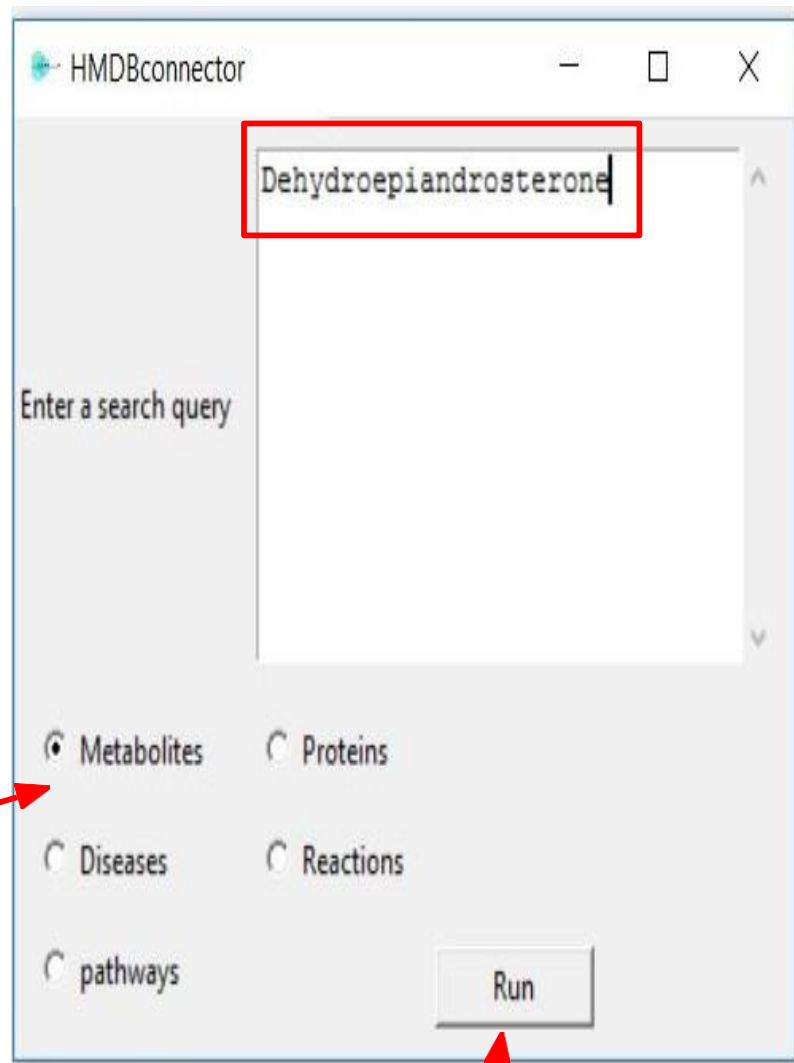 HMDBconnector
Dehydroepiandrosterone
Enter a search query
Metabolites Proteins
Diseases Reactions
pathways
Run